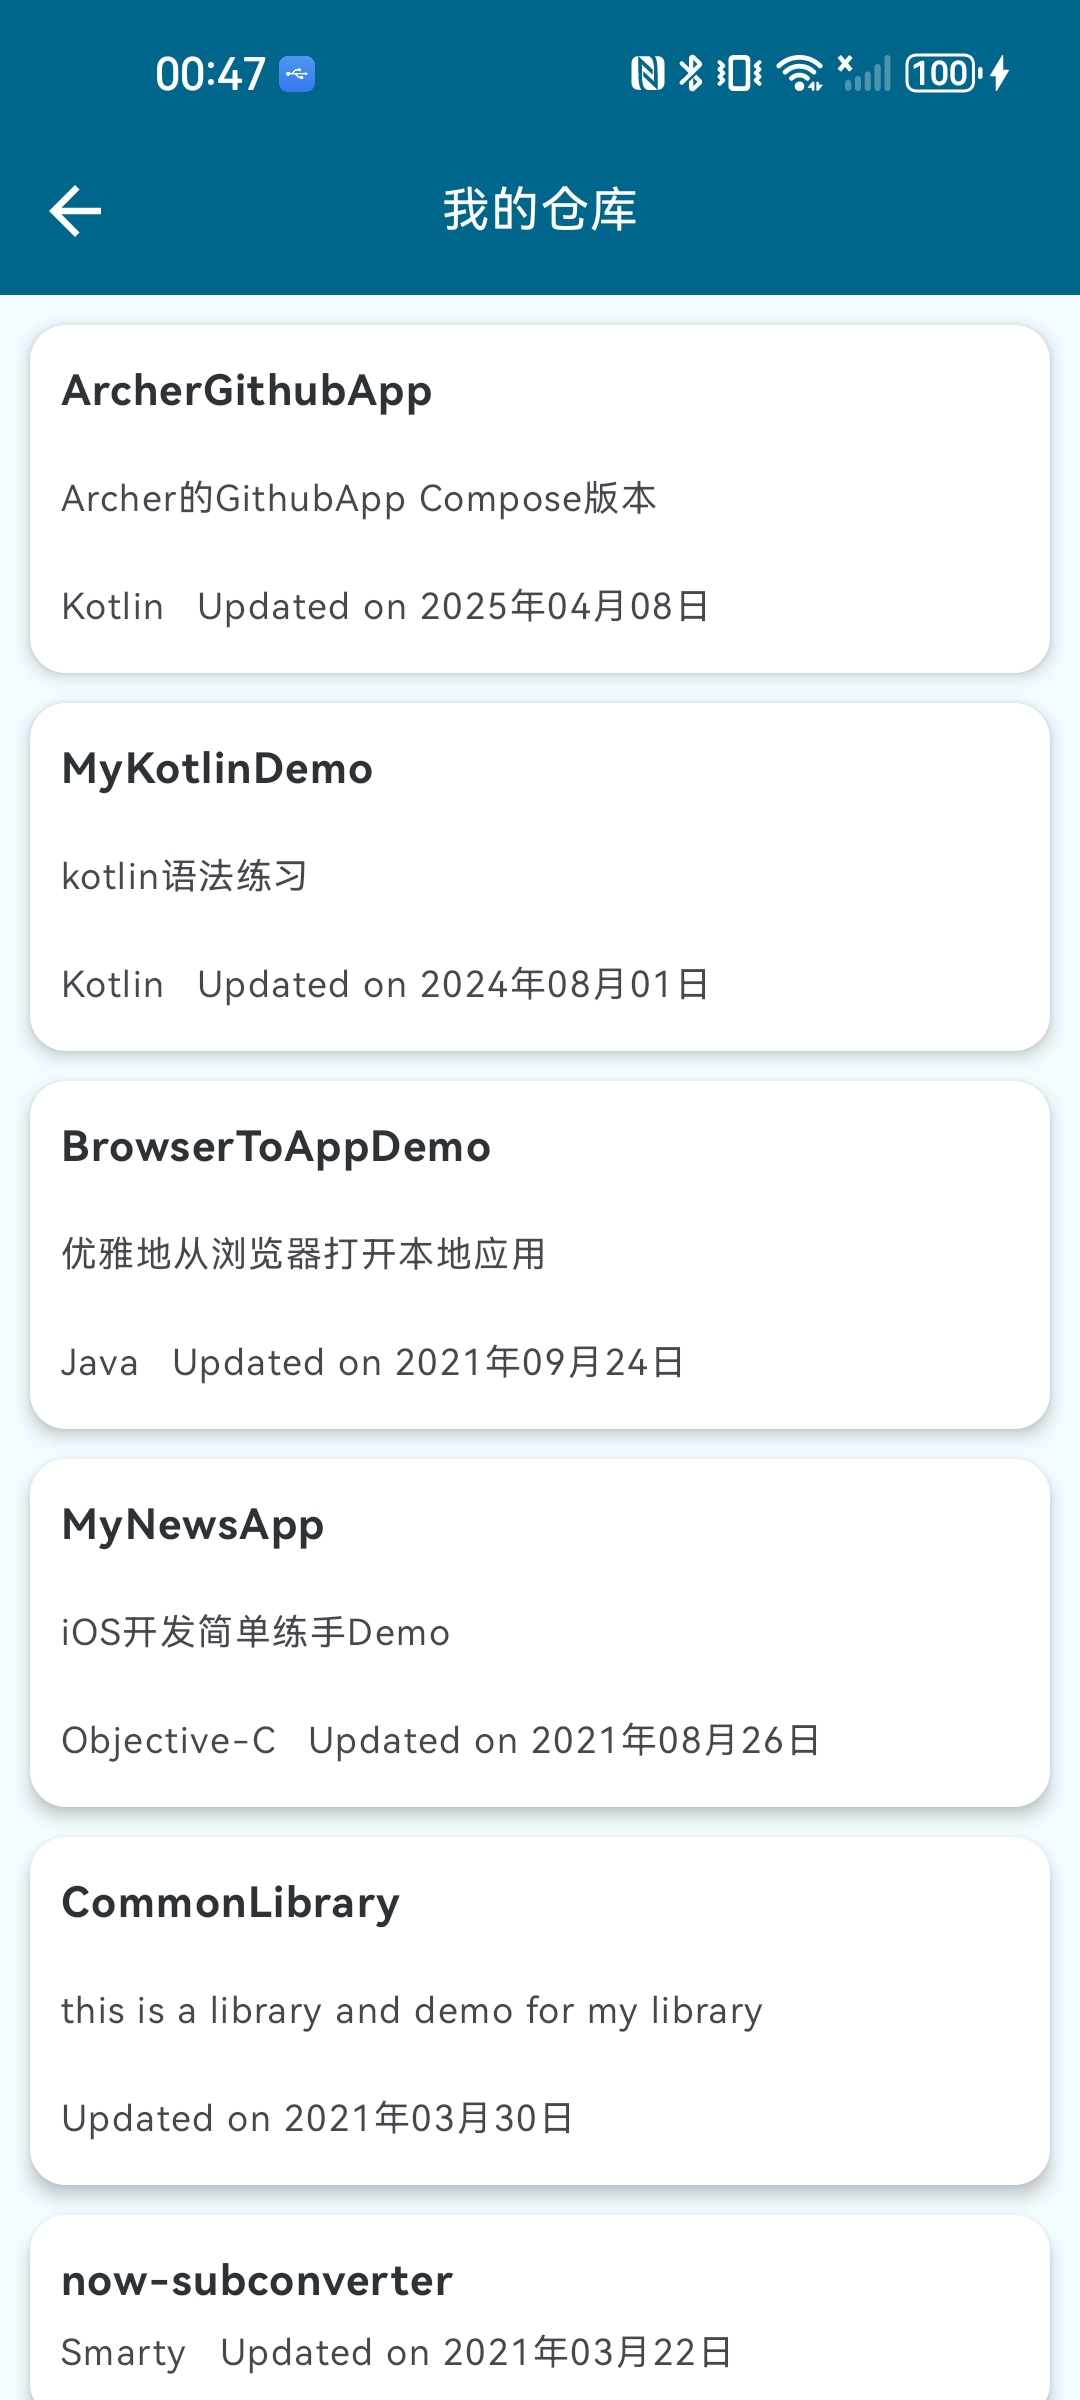 00:47
100
我的仓库
ArcherGithubApp
Archer的GithubApp Compose版本
Kotlin Updated on 2025年04月08日
MyKotlinDemo
kotlin语法练习
Kotlin Updated on 2024年08月01日
BrowserToAppDemo
优雅地从浏览器打开本地应用
Java Updated on 2021年09月24日
MyNewsApp
iOS开发简单练手Demo
Objective-C Updated on 2021年08月26日
CommonLibrary
this is a library and demo for my library
Updated on 2021年03月30日
now-subconverter
Smarty Updated on 2021年03月22日